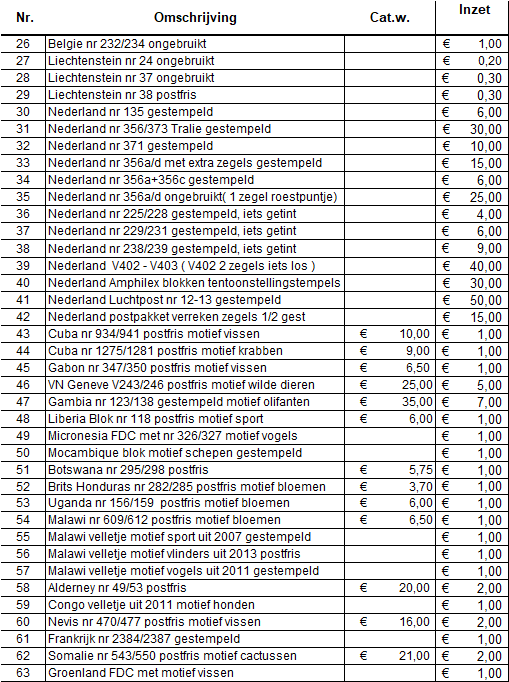 Nr. Omschrijving Cat.w. Inzet
26 Belgie nr 232/234 ongebruikt € 1,00
27 Liechtenstein nr 24 ongebruikt € 0,20
28 Liechtenstein nr 37 ongebruikt € 0,30
29 Liechtenstein nr 38 postfris € 0,30
30 Nederland nr 135 gestempeld € 6,00
31 Nederland nr 356/373 Tralie gestempeld € 30,00
32 Nederland nr 371 gestempeld € 10,00
33 Nederland nr 356a/d met extra zegels gestempeld € 15,00
34 Nederland nr 356a+356c gestempeld € 6,00
35 Nederland nr 356a/d ongebruikt( 1 zegel roestpuntje) € 25,00
36 Nederland nr 225/228 gestempeld, iets getint € 4,00
37 Nederland nr 229/231 gestempeld, iets getint € 6,00
38 Nederland nr 238/239 gestempeld, iets getint € 9,00
39 Nederland V402 - V403 ( V402 2 zegels iets los ) € 40,00
40 Nederland Amphilex blokken tentoonstellingstempels € 30,00
41 Nederland Luchtpost nr 12-13 gestempeld € 50,00
42 Nederland postpakket verreken zegels 1/2 gest € 15,00
43 Cuba nr 934/941 postfris motief vissen € 10,00 € 1,00
44 Cuba nr 1275/1281 postfris motief krabben € 9,00 € 1,00
45 Gabon nr 347/350 postfris motief vissen € 6,50 € 1,00
46 VN Geneve V243/246 postfris motief wilde dieren € 25,00 € 5,00
47 Gambia nr 123/138 gestempeld motief olifanten € 35,00 € 7,00
48 Liberia Blok nr 118 postfris motief sport € 6,00 € 1,00
49 Micronesia FDC met nr 326/327 motief vogels € 1,00
50 Mocambique blok motief schepen gestempeld € 1,00
51 Botswana nr 295/298 postfris € 5,75 € 1,00
52 Brits Honduras nr 282/285 postfris motief bloemen € 3,70 € 1,00
53 Uganda nr 156/159 postfris motief bloemen € 6,00 € 1,00
54 Malawi nr 609/612 postfris motief bloemen € 6,50 € 1,00
55 Malawi velletje motief sport uit 2007 gestempeld € 1,00
56 Malawi velletje motief vlinders uit 2013 postfris € 1,00
57 Malawi velletje motief vogels uit 2011 gestempeld € 1,00
58 Alderney nr 49/53 postfris € 20,00 € 2,00
59 Congo velletje uit 2011 motief honden € 1,00
60 Nevis nr 470/477 postfris motief vissen € 16,00 € 2,00
61 Frankrijk nr 2384/2387 gestempeld € 1,00
62 Somalie nr 543/550 postfris motief cactussen € 21,00 € 2,00
63 Groenland FDC met motief vissen € 1,00